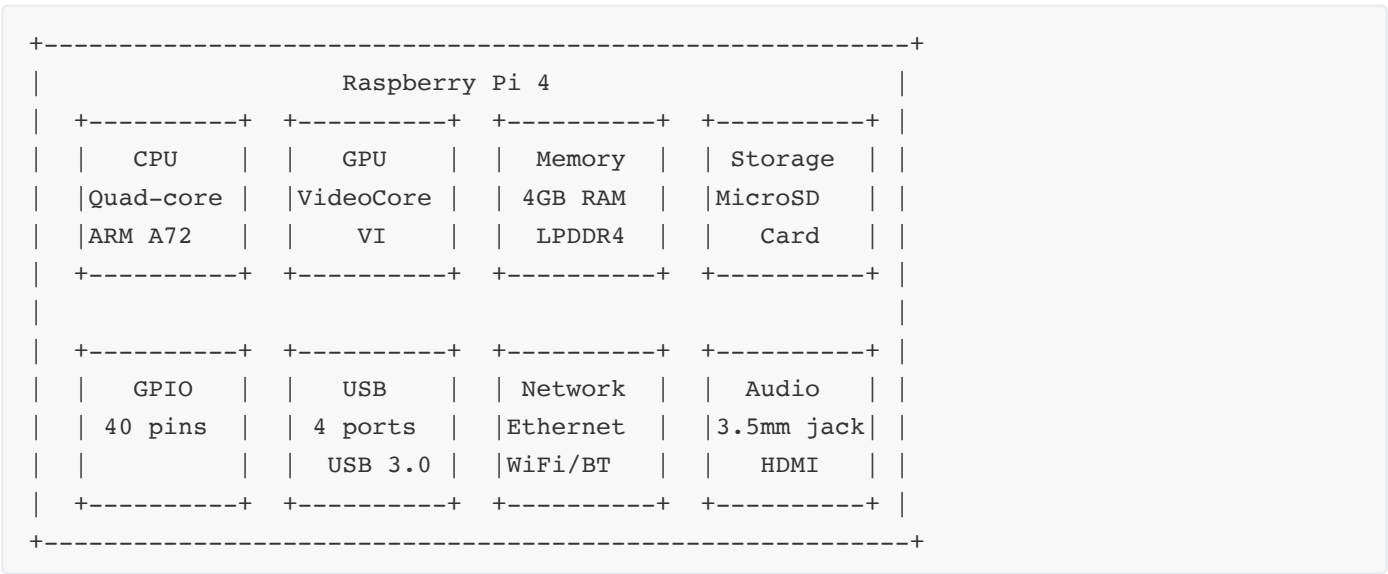 +----------------------------------------------------------+
|                    Raspberry Pi 4                        |
|  +----------+  +----------+  +----------+  +----------+ |
|  |   CPU    |  |   GPU    |  |  Memory  |  | Storage  | |
|  |Quad-core |  |VideoCore |  | 4GB RAM  |  |MicroSD   | |
|  |ARM A72   |  |    VI    |  |  LPDDR4  |  |   Card   | |
|  +----------+  +----------+  +----------+  +----------+ |
|                                                          |
|  +----------+  +----------+  +----------+  +----------+ |
|  |   GPIO   |  |   USB    |  | Network  |  |  Audio   | |
|  | 40 pins  |  | 4 ports  |  |Ethernet  |  |3.5mm jack| |
|  |          |  |  USB 3.0 |  |WiFi/BT   |  |   HDMI   | |
|  +----------+  +----------+  +----------+  +----------+ |
+----------------------------------------------------------+